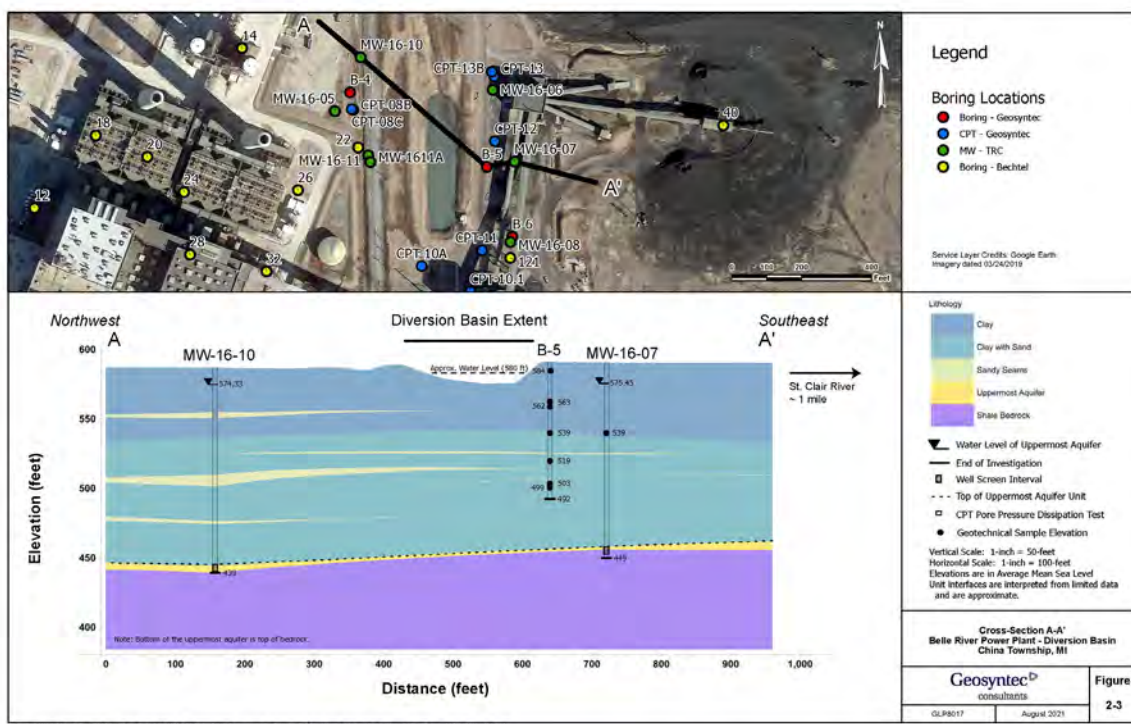 A
N
14
MW-16-10
CPT-13B
CPT-13
B-4
MW-16-05
CPT-08B
MW-16-06
CPT-08C
40
18
22
CPT-12
20
MW-16-11
MW-1611A
B-5
MW-16-07
24
26
A'
12
B-6
28
CPT-11
MW-16-08
32
CPT-10A
121
CPT-10.1
0 100 200 400
Feet
Legend
Boring Locations
Boring - Geosyntec
CPT - Geosyntec
MW - TRC
Boring - Bechtel
Service Layer Credits: Google Earth
Imagery dated 03/24/2019
Northwest
A
Diversion Basin Extent
Southeast
A'
MW-16-10
B-5
MW-16-07
Approx. Water Level (580 ft)
584
574.33
575.45
St. Clair River
~ 1 mile
563
562
539
539
519
503
499
492
449
439
600
550
500
450
400
Elevation (feet)
Note: Bottom of the uppermost aquifer is top of bedrock.
0 100 200 300 400 500 600 700 800 900 1,000
Distance (feet)
Lithology
Clay
Clay with Sand
Sandy Seams
Uppermost Aquifer
Shale Bedrock
Water Level of Uppermost Aquifer
End of Investigation
Well Screen Interval
Top of Uppermost Aquifer Unit
CPT Pore Pressure Dissipation Test
Geotechnical Sample Elevation
Vertical Scale: 1-inch = 50-feet
Horizontal Scale: 1-inch = 100-feet
Elevations are in Average Mean Sea Level
Unit interfaces are interpreted from limited data
and are approximate.
Cross-Section A-A'
Belle River Power Plant - Diversion Basin
China Township, MI
Geosyntec
consultants
Figure
2-3
GLP8017
August 2021